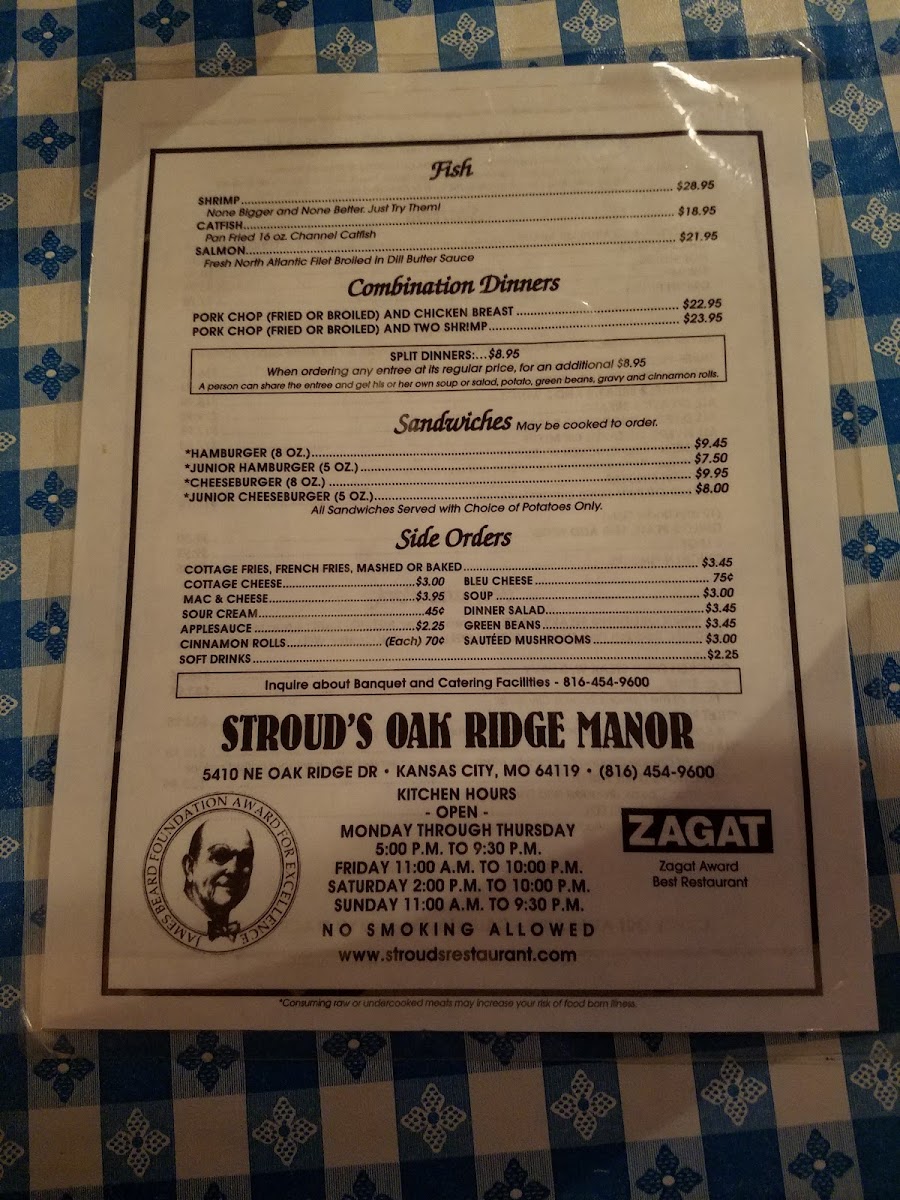 Fish
SHRIMP........ $28.95
None Bigger and None Better. Just Try Them!
CATFISH........ $18.95
Pan Fried 16 oz. Channel Catfish
SALMON........ $21.95
Fresh North Atlantic Filet Broiled in Dill Butter Sauce
Combination Dinners
PORK CHOP (FRIED OR BROILED) AND CHICKEN BREAST ........ $22.95
PORK CHOP (FRIED OR BROILED) AND TWO SHRIMP........ $23.95
SPLIT DINNERS:...$8.95
When ordering any entree at its regular price, for an additional $8.95
A person can share the entree and get his or her own soup or salad, potato, green beans, gravy and cinnamon rolls.
Sandwiches May be cooked to order.
*HAMBURGER (8 OZ.)........ $9.45
*JUNIOR HAMBURGER (5 OZ.)........ $7.50
*CHEESEBURGER (8 OZ.) ........ $9.95
*JUNIOR CHEESEBURGER (5 OZ.)........ $8.00
All Sandwiches Served with Choice of Potatoes Only.
Side Orders
COTTAGE FRIES, FRENCH FRIES, MASHED OR BAKED........ $3.45
COTTAGE CHEESE........$3.00 BLEU CHEESE ........ 75¢
MAC & CHEESE........$3.95 SOUP ........$3.00
SOUR CREAM........45¢ DINNER SALAD........$3.45
APPLESAUCE ........$2.25 GREEN BEANS ........$3.45
CINNAMON ROLLS........ (Each) 70¢ SAUTÉED MUSHROOMS ........ $3.00
SOFT DRINKS ........$2.25
Inquire about Banquet and Catering Facilities - 816-454-9600
STROUD'S OAK RIDGE MANOR
5410 NE OAK RIDGE DR • KANSAS CITY, MO 64119 • (816) 454-9600
KITCHEN HOURS
- OPEN -
MONDAY THROUGH THURSDAY
5:00 P.M. TO 9:30 P.M.
FRIDAY 11:00 A.M. TO 10:00 P.M.
SATURDAY 2:00 P.M. TO 10:00 P.M.
SUNDAY 11:00 A.M. TO 9:30 P.M.
NO SMOKING ALLOWED
www.stroudsrestaurant.com
JAMES BEARD FOUNDATION AWARD FOR EXCELLENCE
ZAGAT
Zagat Award
Best Restaurant
*Consuming raw or undercooked meats may increase your risk of food born illness.